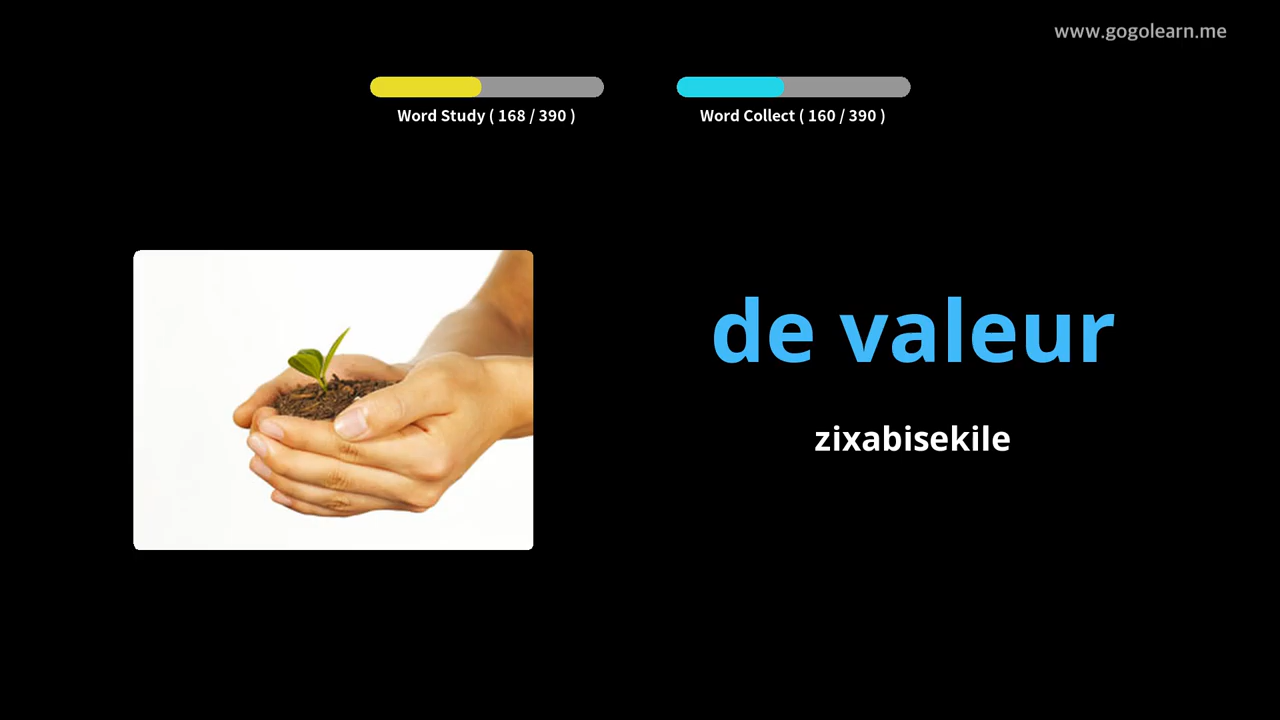 www.gogolearn.me
Word Study ( 168 / 390 )
Word Collect ( 160 / 390 )
de valeur
zixabisekile